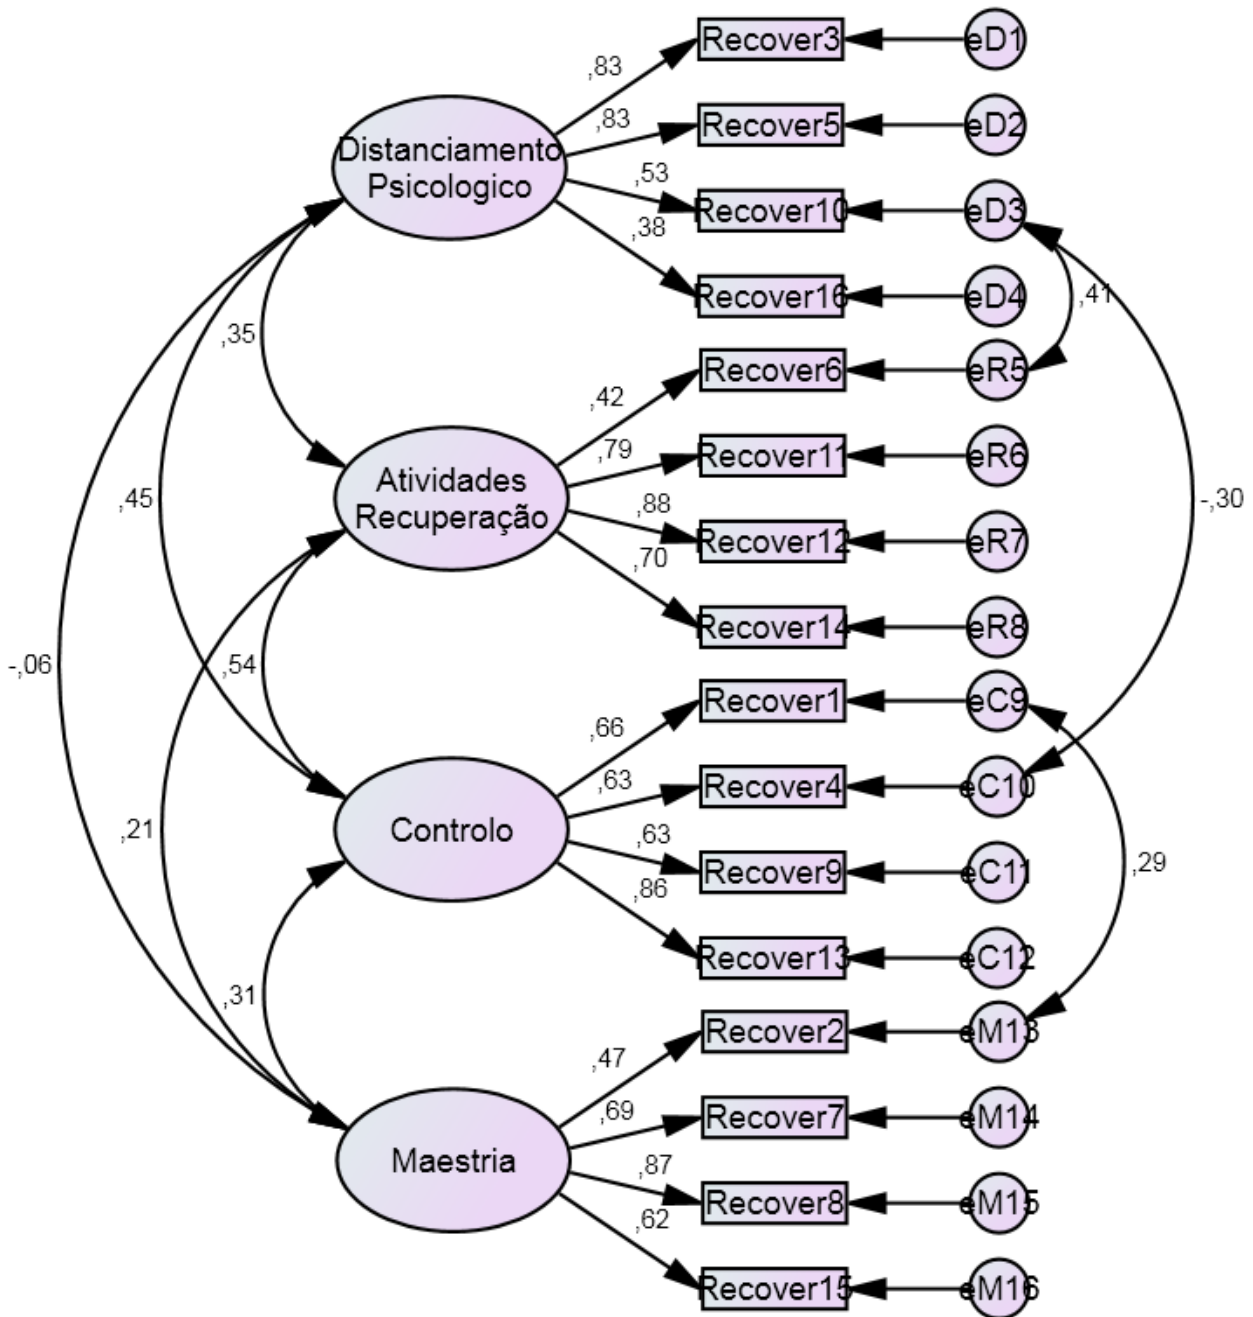 Recover3
eD1
,83
Distanciamento
Psicologico
,83
Recover5
eD2
,53
Recover10
eD3
,38
Recover16
eD4
,41
,35
Recover6
eR5
,42
Atividades
Recuperação
,79
Recover11
eR6
,45
,88
Recover12
eR7
-,30
,70
Recover14
eR8
-,06
,54
Recover1
eC9
,66
Controlo
,63
Recover4
eC10
,21
,63
Recover9
eC11
,29
,86
Recover13
eC12
,31
Recover2
eM13
,47
Maestria
,69
Recover7
eM14
,87
Recover8
eM15
,62
Recover15
eM16